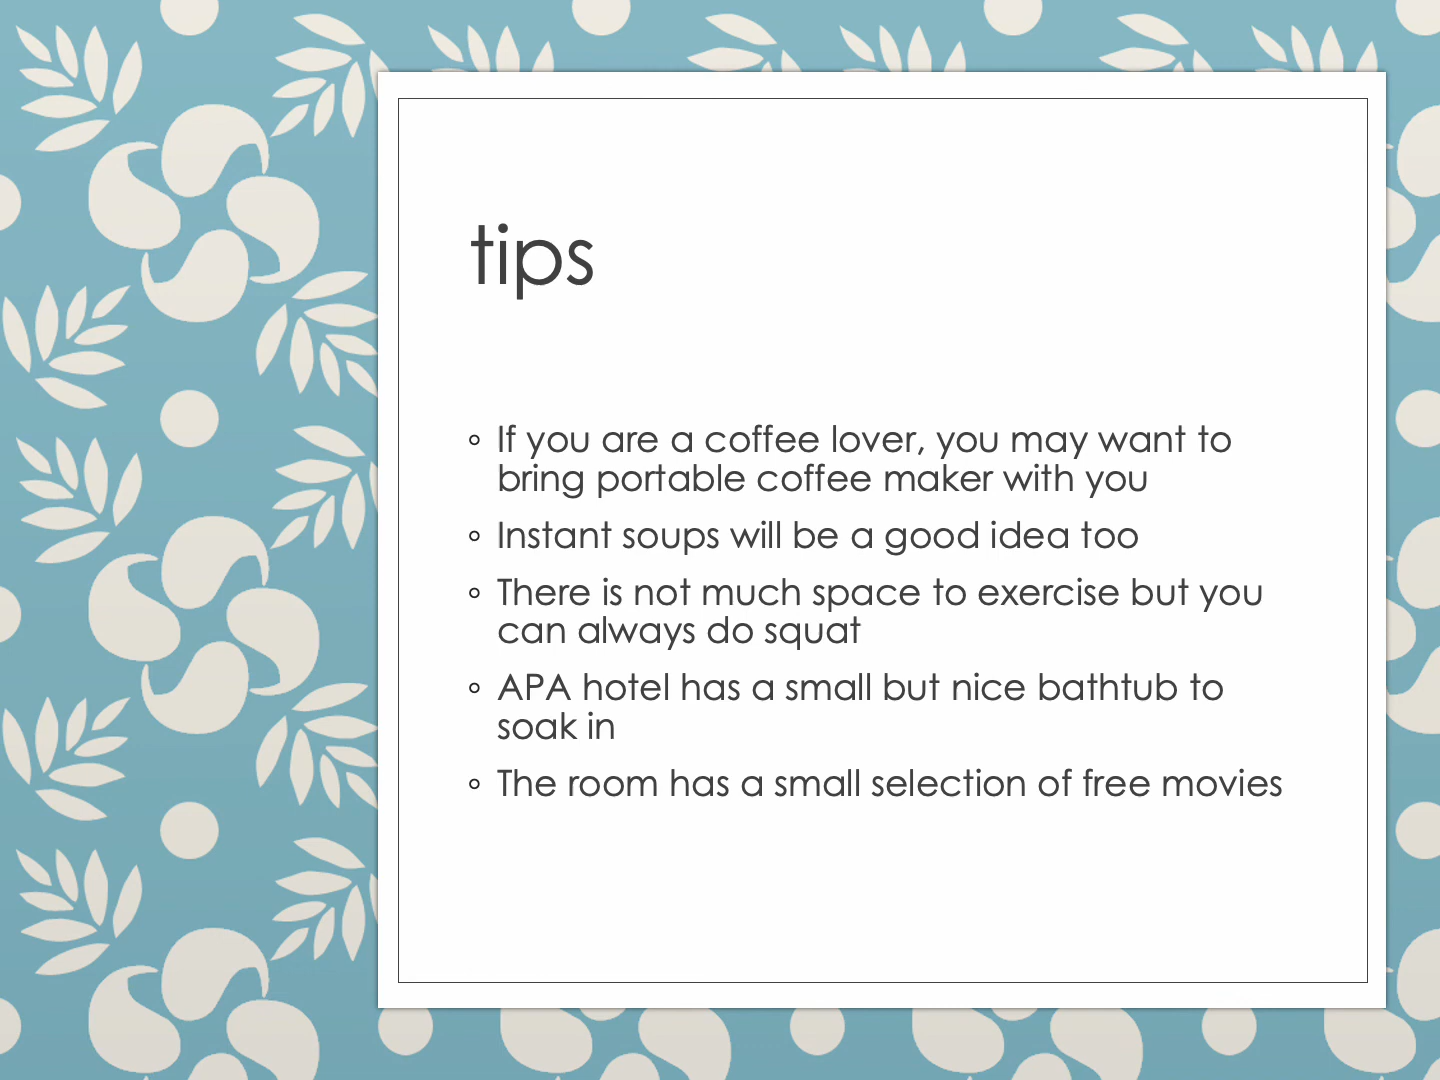 tips
◦ If you are a coffee lover, you may want to
bring portable coffee maker with you
◦ Instant soups will be a good idea too
◦ There is not much space to exercise but you
can always do squat
◦ APA hotel has a small but nice bathtub to
soak in
◦ The room has a small selection of free movies